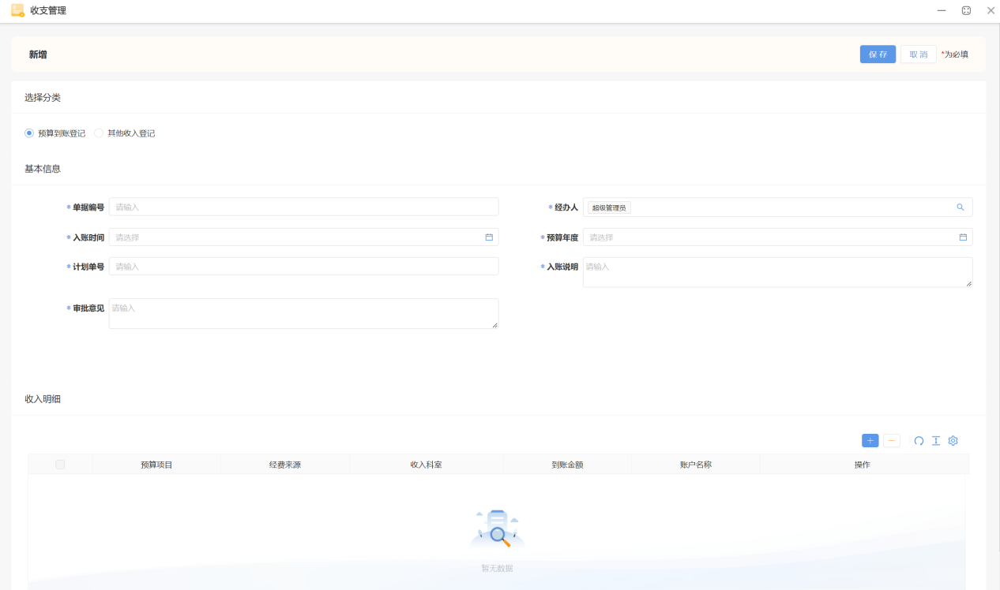 收支管理
新增
保 存 取 消 *为必填
选择分类
预算到账登记 其他收入登记
基本信息
* 单据编号 请输入 * 经办人 超级管理员
* 入账时间 请选择 * 预算年度 请选择
* 计划单号 请输入 * 入账说明 请输入
* 审批意见 请输入
收入明细
预算项目 经费来源 收入科室 到账金额 账户名称 操作
暂无数据